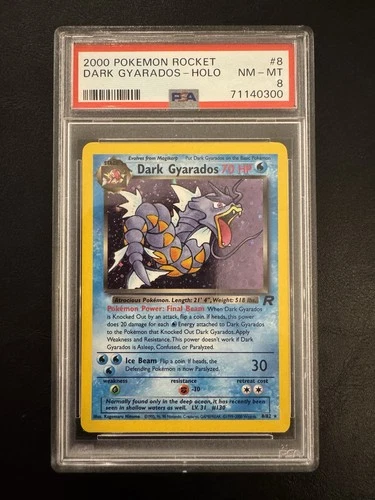 2000 POKEMON ROCKET #8
DARK GYARADOS - HOLO NM - MT
8
PSA 71140300
Evolves from Magikarp Put Dark Gyarados on the Basic Pokémon
Dark Gyarados 70 HP
Atrocious Pokémon. Length: 21' 4", Weight: 518 lbs.
R
Pokémon Power: Final Beam When Dark Gyarados
is Knocked Out by an attack, flip a coin. If heads, this power
does 20 damage for each Energy attached to Dark Gyarados
to the Pokémon that Knocked Out Dark Gyarados. Apply
Weakness and Resistance. This power doesn't work if Dark
Gyarados is Asleep, Confused, or Paralyzed.
Ice Beam Flip a coin. If heads, the
Defending Pokémon is now Paralyzed. 30
weakness resistance retreat cost
-30
Normally found only in the deep ocean, it has recently been
seen in shallow waters as well. LV. 31 #130
8/82